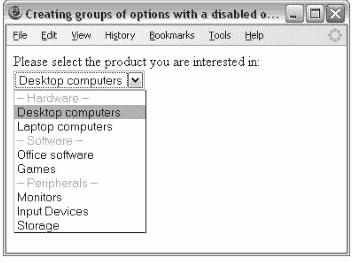 Creating groups of options with a disabled o...
File Edit View History Bookmarks Tools Help
Please select the product you are interested in:
Desktop computers
– Hardware –
Desktop computers
Laptop computers
– Software –
Office software
Games
– Peripherals –
Monitors
Input Devices
Storage